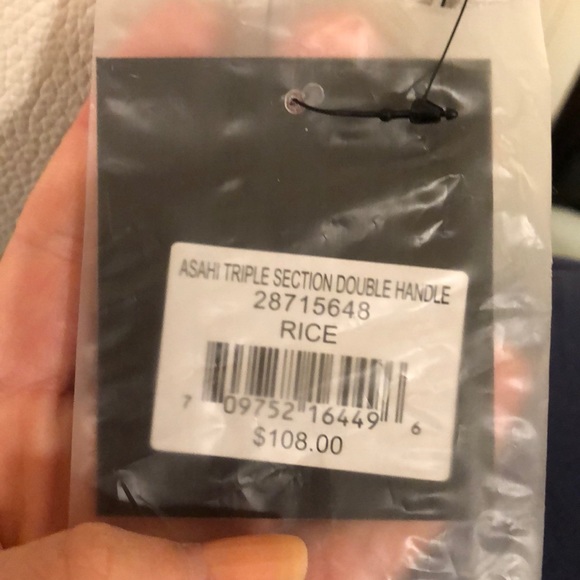 ASAHI TRIPLE SECTION DOUBLE HANDLE
28715648
RICE
7 09752 16449 6
$108.00